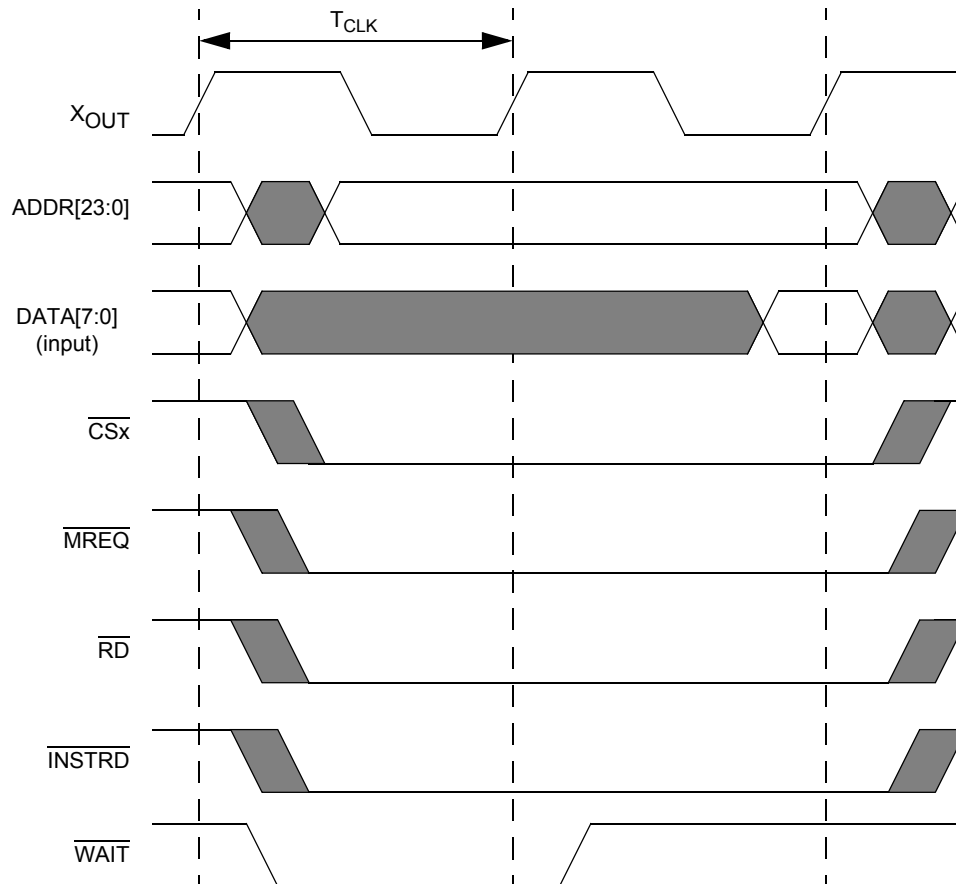 TCLK
XOUT
ADDR[23:0]
DATA[7:0]
(input)
CSx
MREQ
RD
INSTRD
WAIT